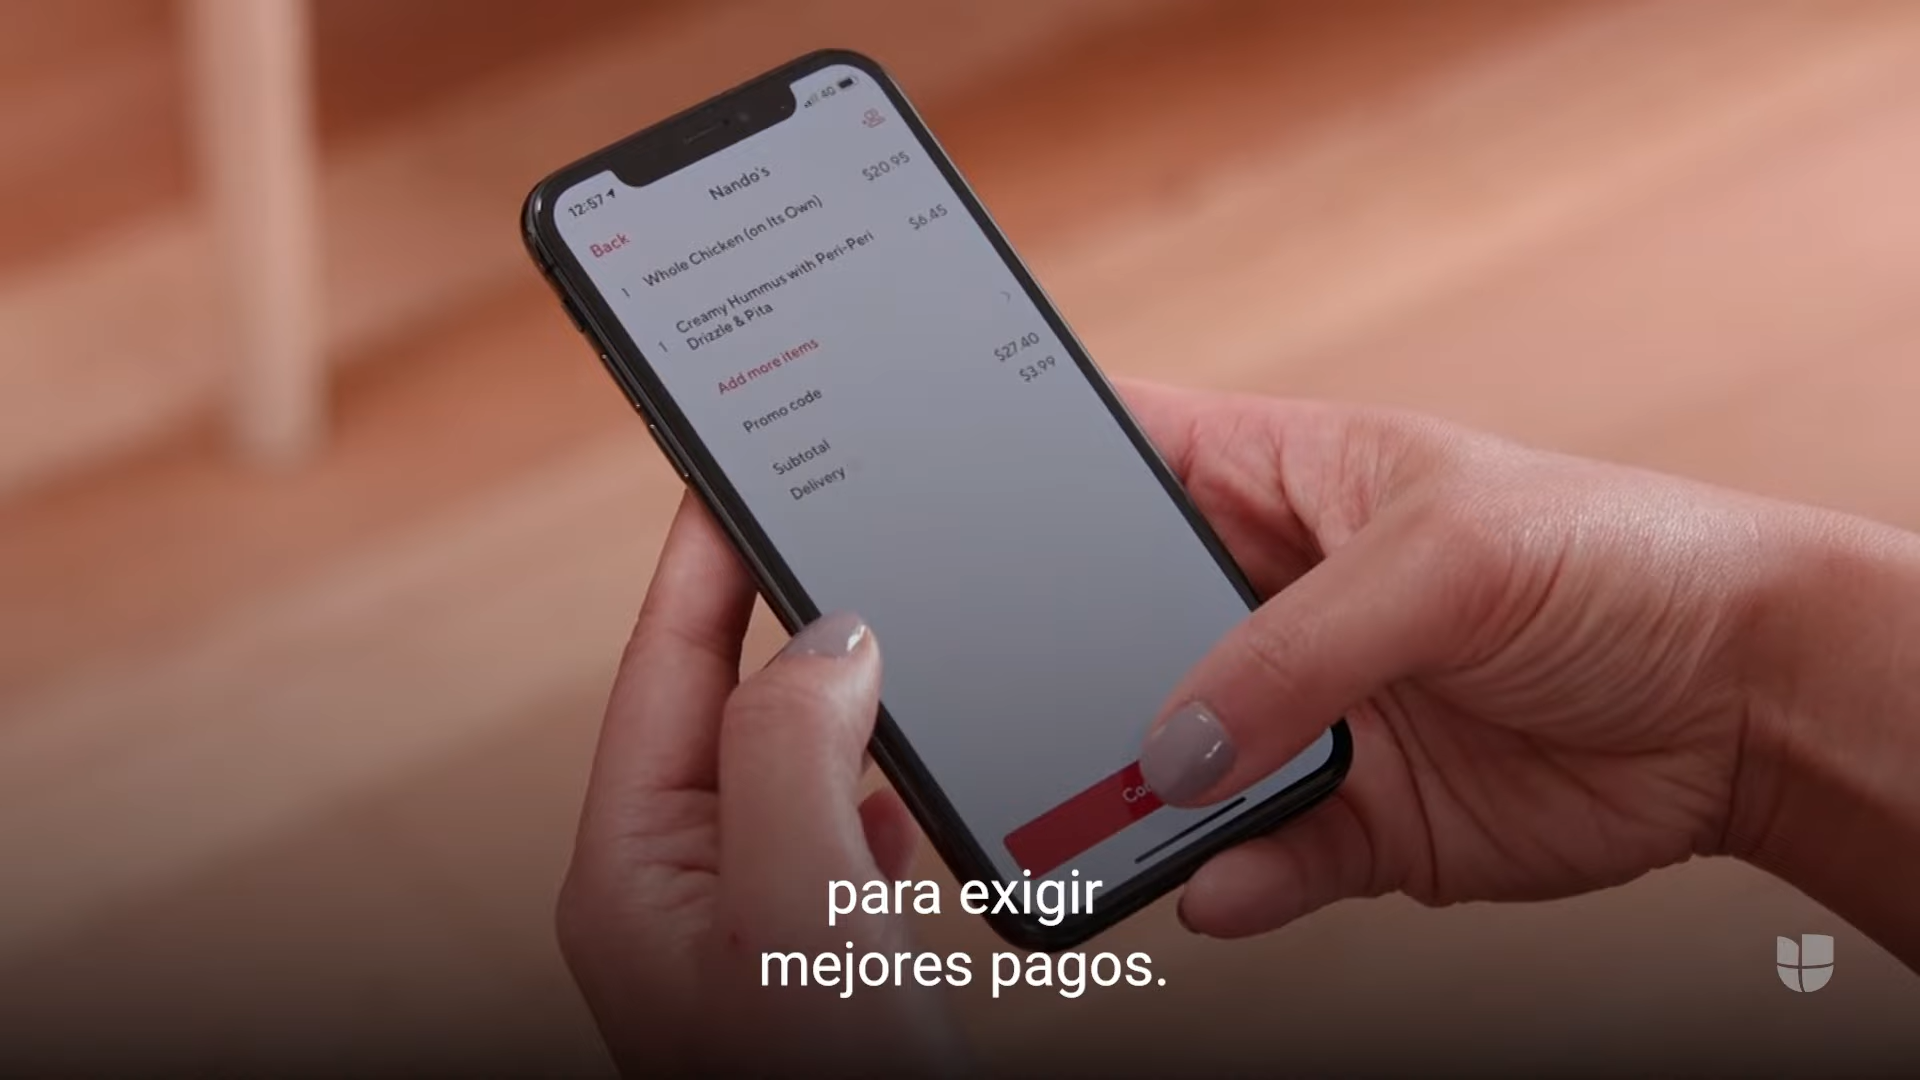 12:57
40
Nando's
Back
1 Whole Chicken (on Its Own) $20.95
1 Creamy Hummus with Peri-Peri $6.45
Drizzle & Pita
Add more items
Promo code
Subtotal $27.40
Delivery $3.99
para exigir
mejores pagos.